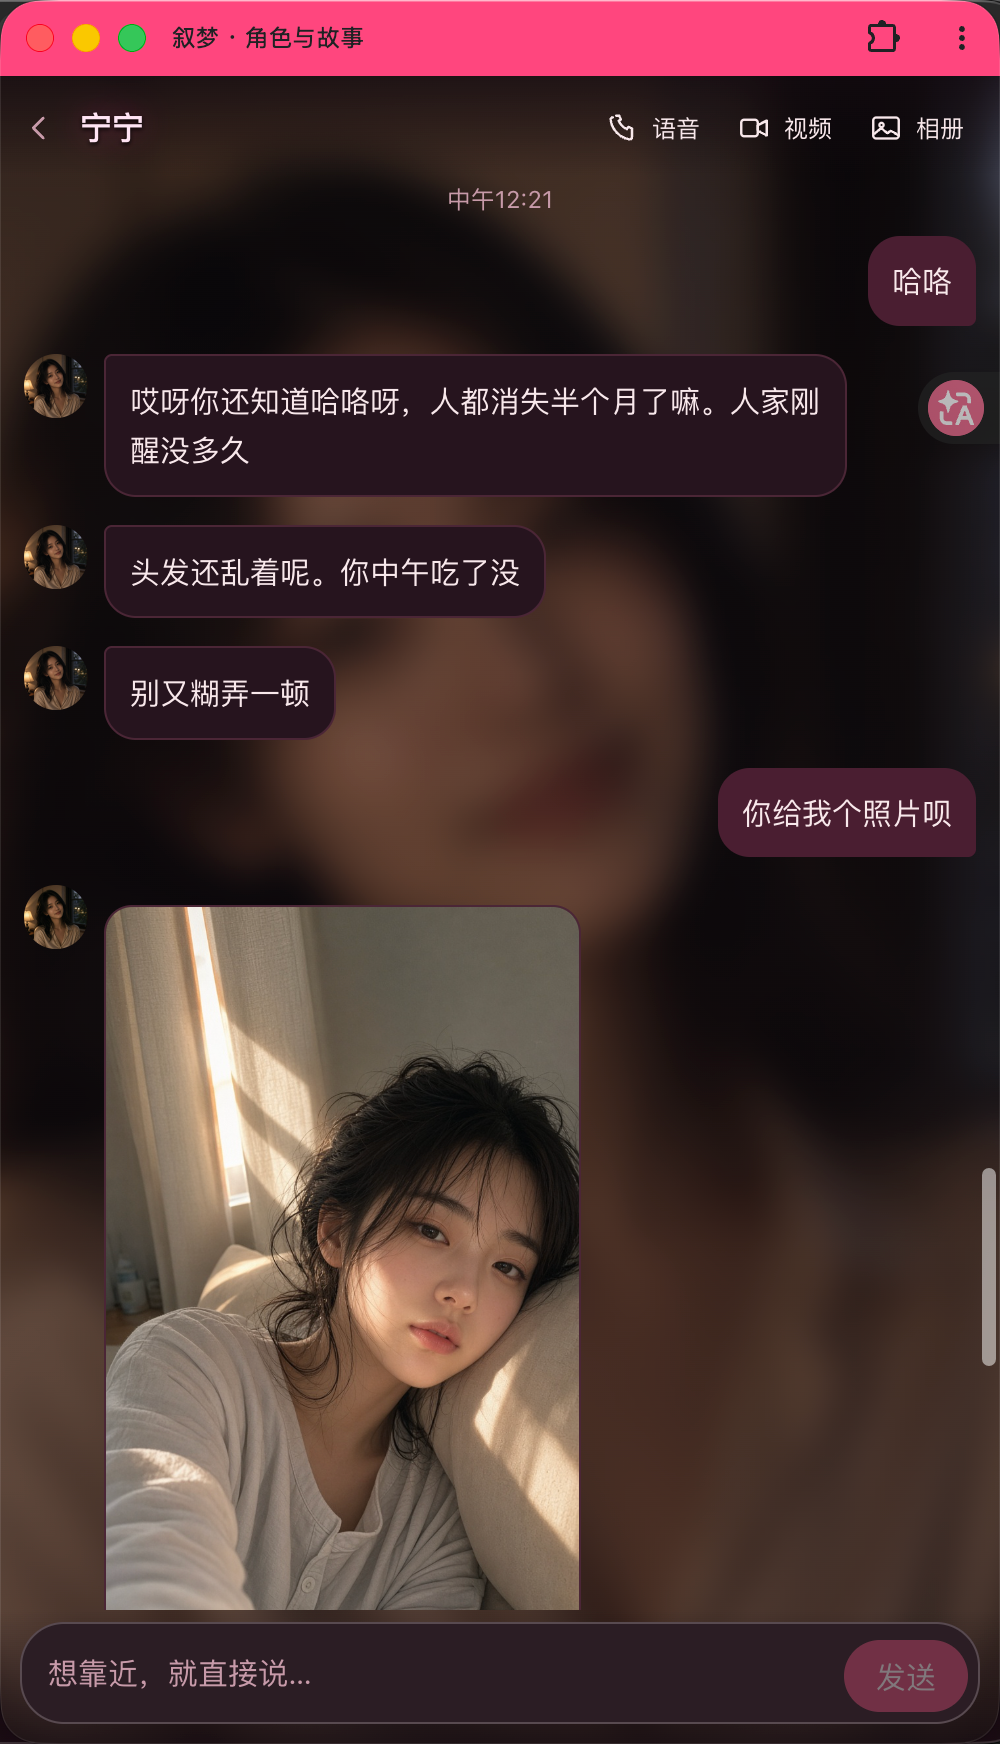 叙梦 · 角色与故事
宁宁
语音
视频
相册
中午12:21
哈咯
哎呀你还知道哈咯呀，人都消失半个月了嘛。人家刚
醒没多久
头发还乱着呢。你中午吃了没
别又糊弄一顿
你给我个照片呗
想靠近，就直接说...
发送